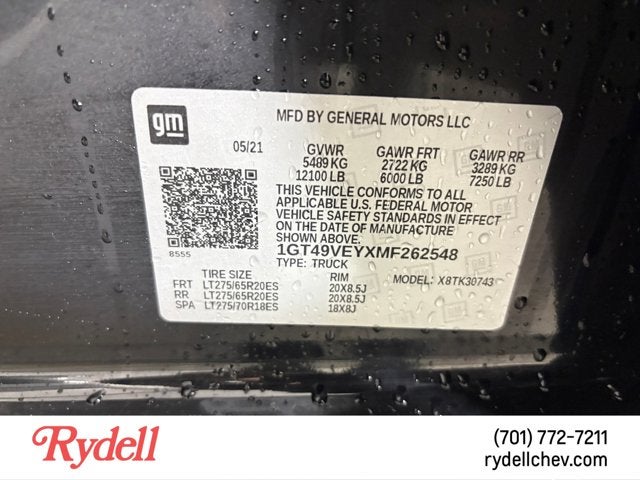 gm
MFD BY GENERAL MOTORS LLC
05/21
GVWR GAWR FRT GAWR RR
5489 KG 2722 KG 3289 KG
12100 LB 6000 LB 7250 LB
THIS VEHICLE CONFORMS TO ALL
APPLICABLE U.S. FEDERAL MOTOR
VEHICLE SAFETY STANDARDS IN EFFECT
ON THE DATE OF MANUFACTURE
SHOWN ABOVE.
8555
1GT49VEYXMF262548
TYPE: TRUCK
MODEL: X8TK30743
TIRE SIZE RIM
FRT LT275/65R20ES 20X8.5J
RR LT275/65R20ES 20X8.5J
SPA LT275/70R18ES 18X8J
Rydell
(701) 772-7211
rydellchev.com